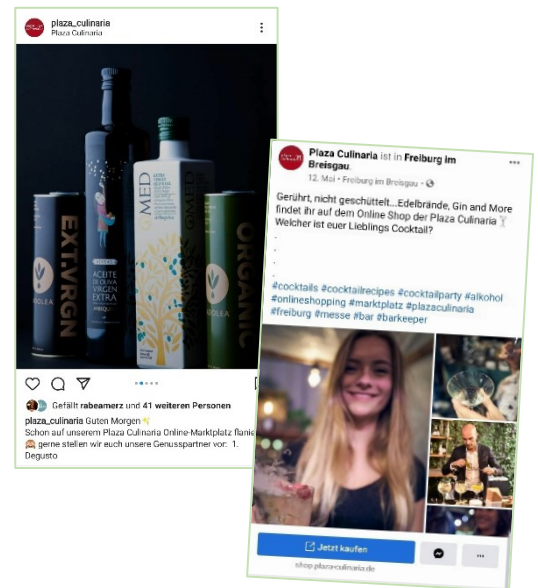 plaza_culinaria
Plaza Culinaria
EXT.VRGN
ACEITE
DE OLIVA
VIRGEN
EXTRA
OMED
ORGANIC
Gefällt rabeamerz und 41 weiteren Personen
plaza_culinaria Guten Morgen ✨
Schon auf unserem Plaza Culinaria Online-Marktplatz flanie
🙈 gerne stellen wir euch unsere Genusspartner vor: 1.
Degusto
Plaza Culinaria ist in Freiburg im
Breisgau.
12. Mai · Freiburg im Breisgau ·
Gerührt, nicht geschüttelt...Edelbrände, Gin and More
findet ihr auf dem Online Shop der Plaza Culinaria 🍸
Welcher ist euer Lieblings Cocktail?
.
.
.
.
#cocktails #cocktailrecipes #cocktailparty #alkohol
#onlineshopping #marktplatz #plazaculinaria
#freiburg #messe #bar #barkeeper
Jetzt kaufen
shop.plaza-culinaria.de